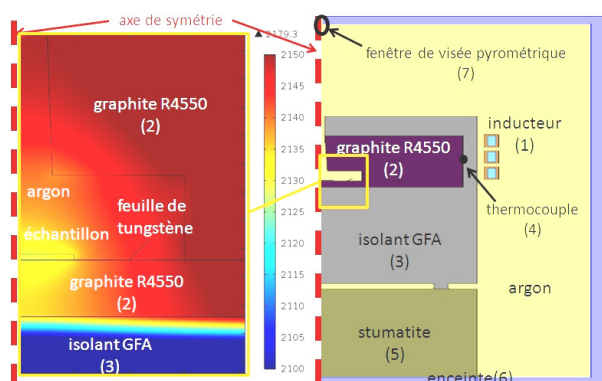 axe de symétrie
▲ 2179.3
2150
2145
2140
2135
2130
2125
2120
2115
2110
2105
2100
graphite R4550
(2)
argon
feuille de
tungstène
échantillon
graphite R4550
(2)
isolant GFA
(3)
fenêtre de visée pyrométrique
(7)
inducteur
(1)
graphite R4550
(2)
thermocouple
(4)
isolant GFA
(3)
argon
stumatite
(5)
enceinte(6)